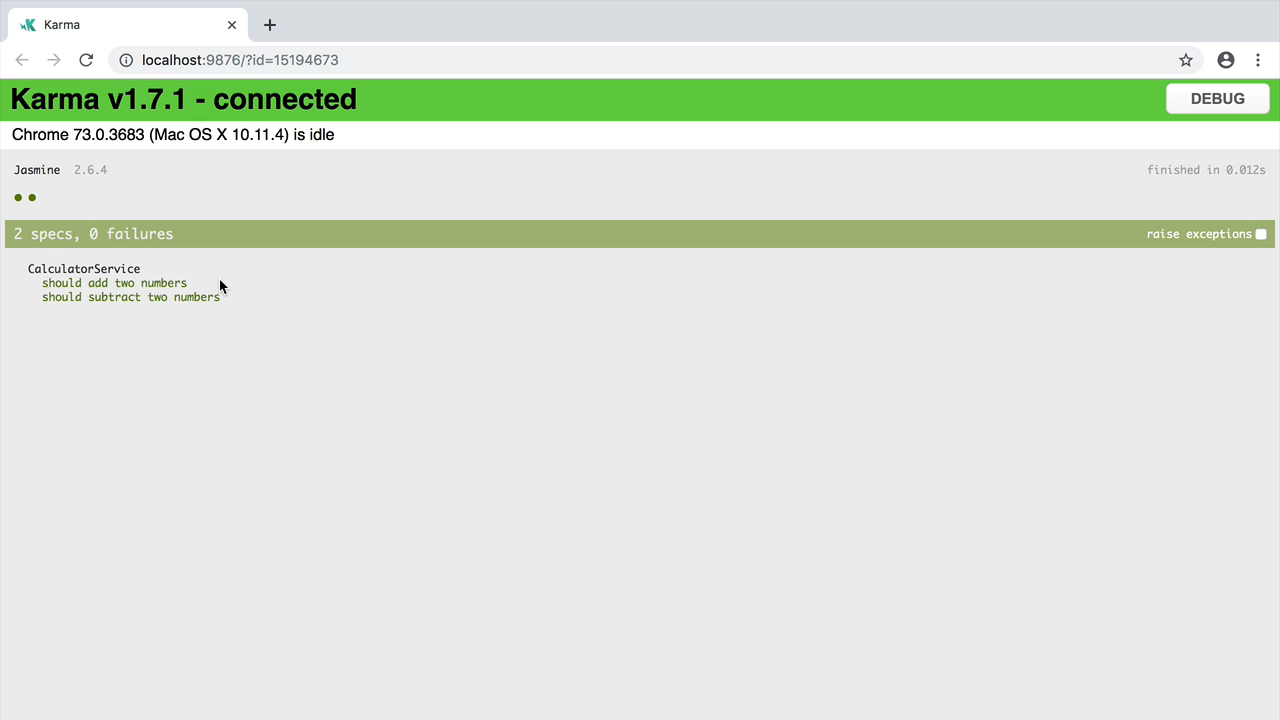 Karma
localhost:9876/?id=15194673
Karma v1.7.1 - connected
DEBUG
Chrome 73.0.3683 (Mac OS X 10.11.4) is idle
Jasmine 2.6.4
finished in 0.012s
2 specs, 0 failures
raise exceptions
CalculatorService
should add two numbers
should subtract two numbers